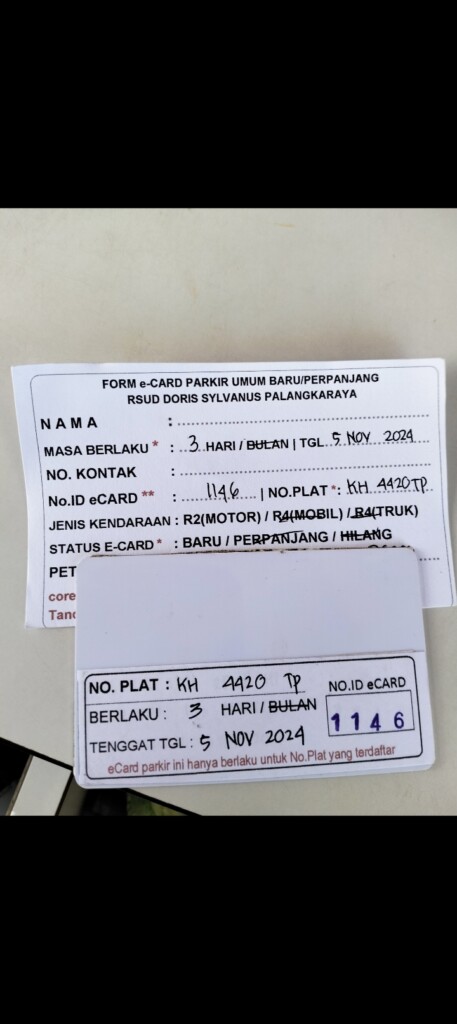 FORM e-CARD PARKIR UMUM BARU/PERPANJANG
RSUD DORIS SYLVANUS PALANGKARAYA
NAMA :
MASA BERLAKU * : 3 HARI / BULAN | TGL 5 NOV 2024
NO. KONTAK :
No.ID eCARD ** : 1146 | NO.PLAT * : KH 4420 TP
JENIS KENDARAAN : R2(MOTOR) / R4(MOBIL) / R4(TRUK)
STATUS E-CARD * : BARU / PERPANJANG / HILANG
PET
core
Tand
NO. PLAT : KH 4420 TP
NO.ID eCARD
BERLAKU : 3 HARI / BULAN
1146
TENGGAT TGL : 5 NOV 2024
eCard parkir ini hanya berlaku untuk No.Plat yang terdaftar